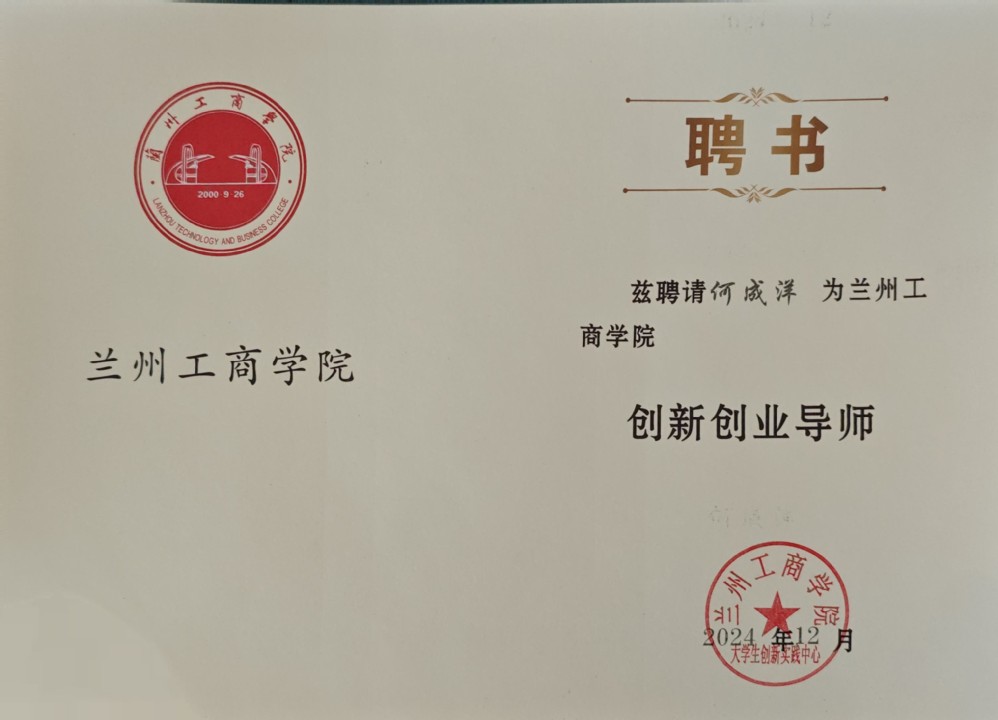 蘭州工商學院
2000·9·26
LANZHOU TECHNOLOGY AND BUSINESS COLLEGE
兰州工商学院
聘书
兹聘请何成洋 为兰州工
商学院
创新创业导师
兰州工商学院
2024 年12 月
大学生创新实践中心